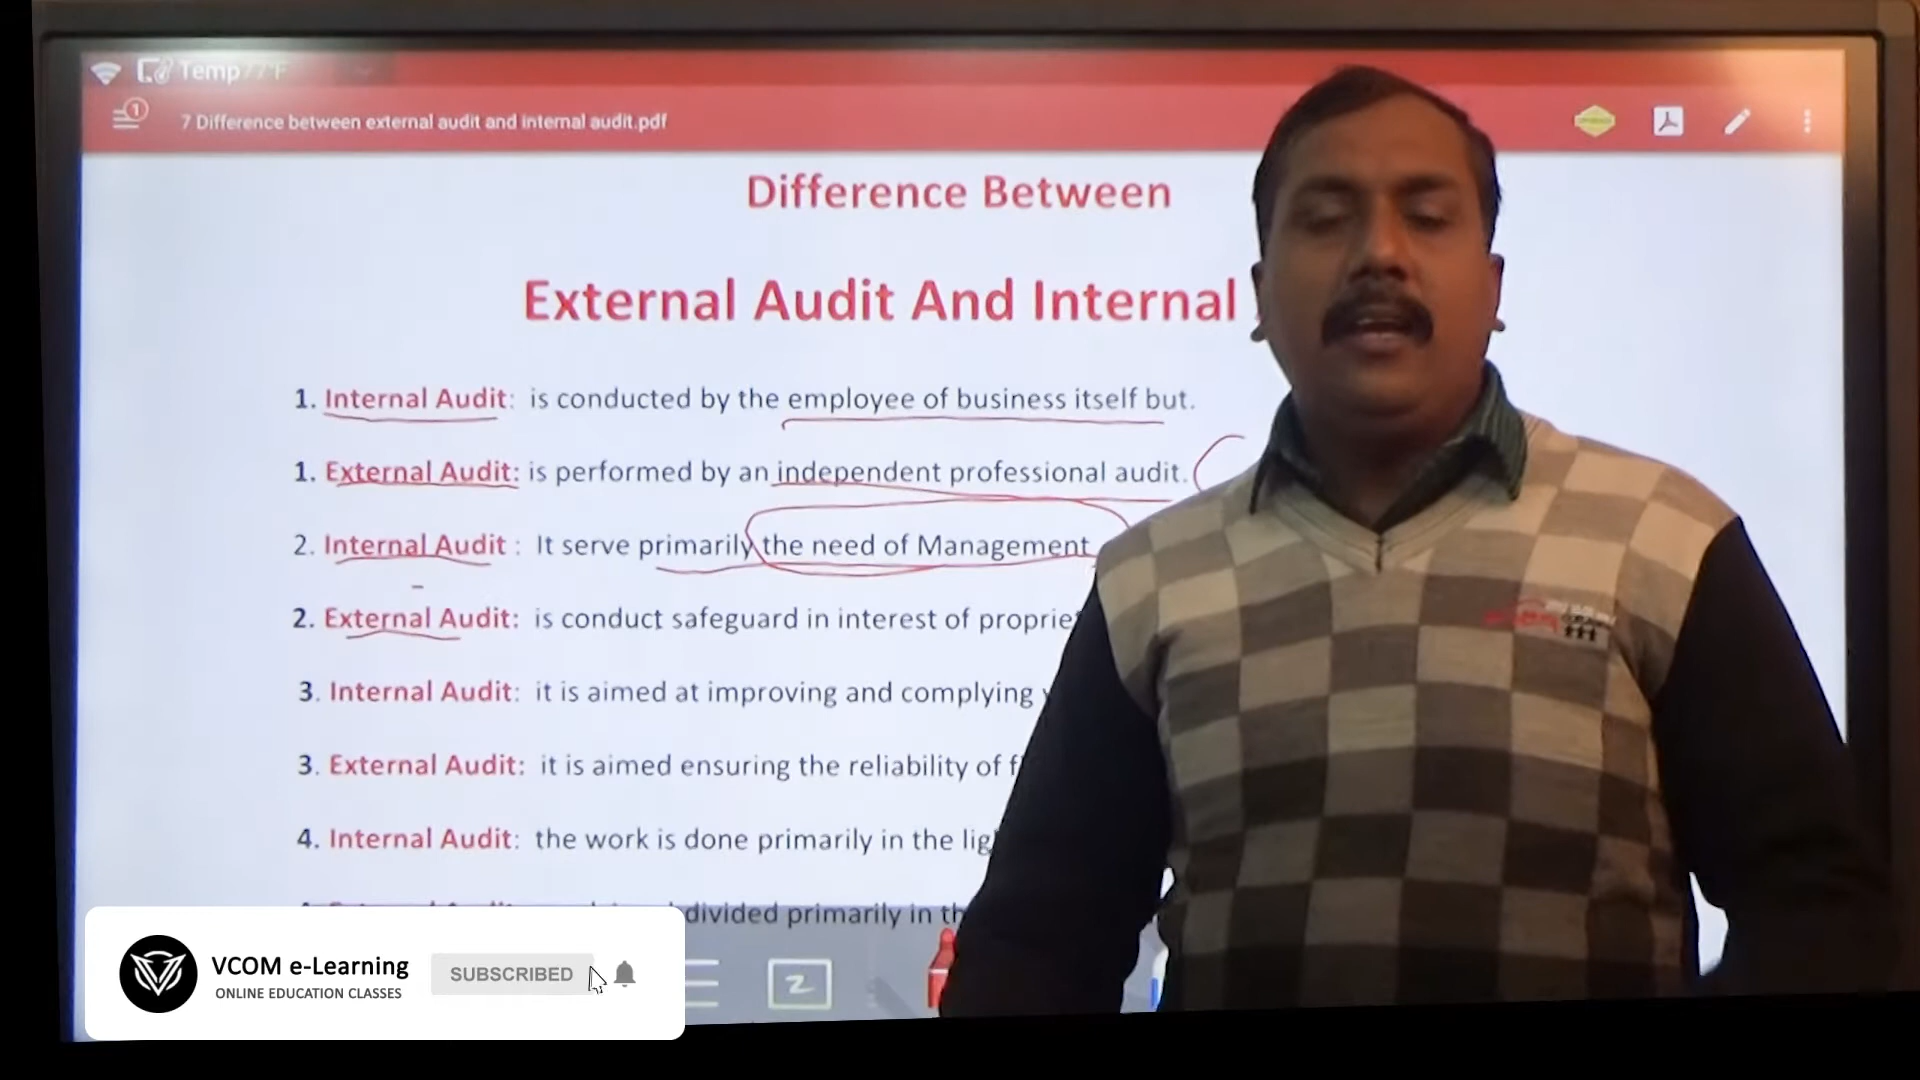 Temp 77°F
1
7 Difference between external audit and internal audit.pdf
Difference Between
External Audit And Internal
1. Internal Audit: is conducted by the employee of business itself but.
1. External Audit: is performed by an independent professional audit.
2. Internal Audit : It serve primarily the need of Management
2. External Audit: is conduct safeguard in interest of
3. Internal Audit: it is aimed at improving and complying
3. External Audit: it is aimed ensuring the reliability of
4. Internal Audit: the work is done primarily in the
divided primarily in
VCOM e-Learning
ONLINE EDUCATION CLASSES
SUBSCRIBED